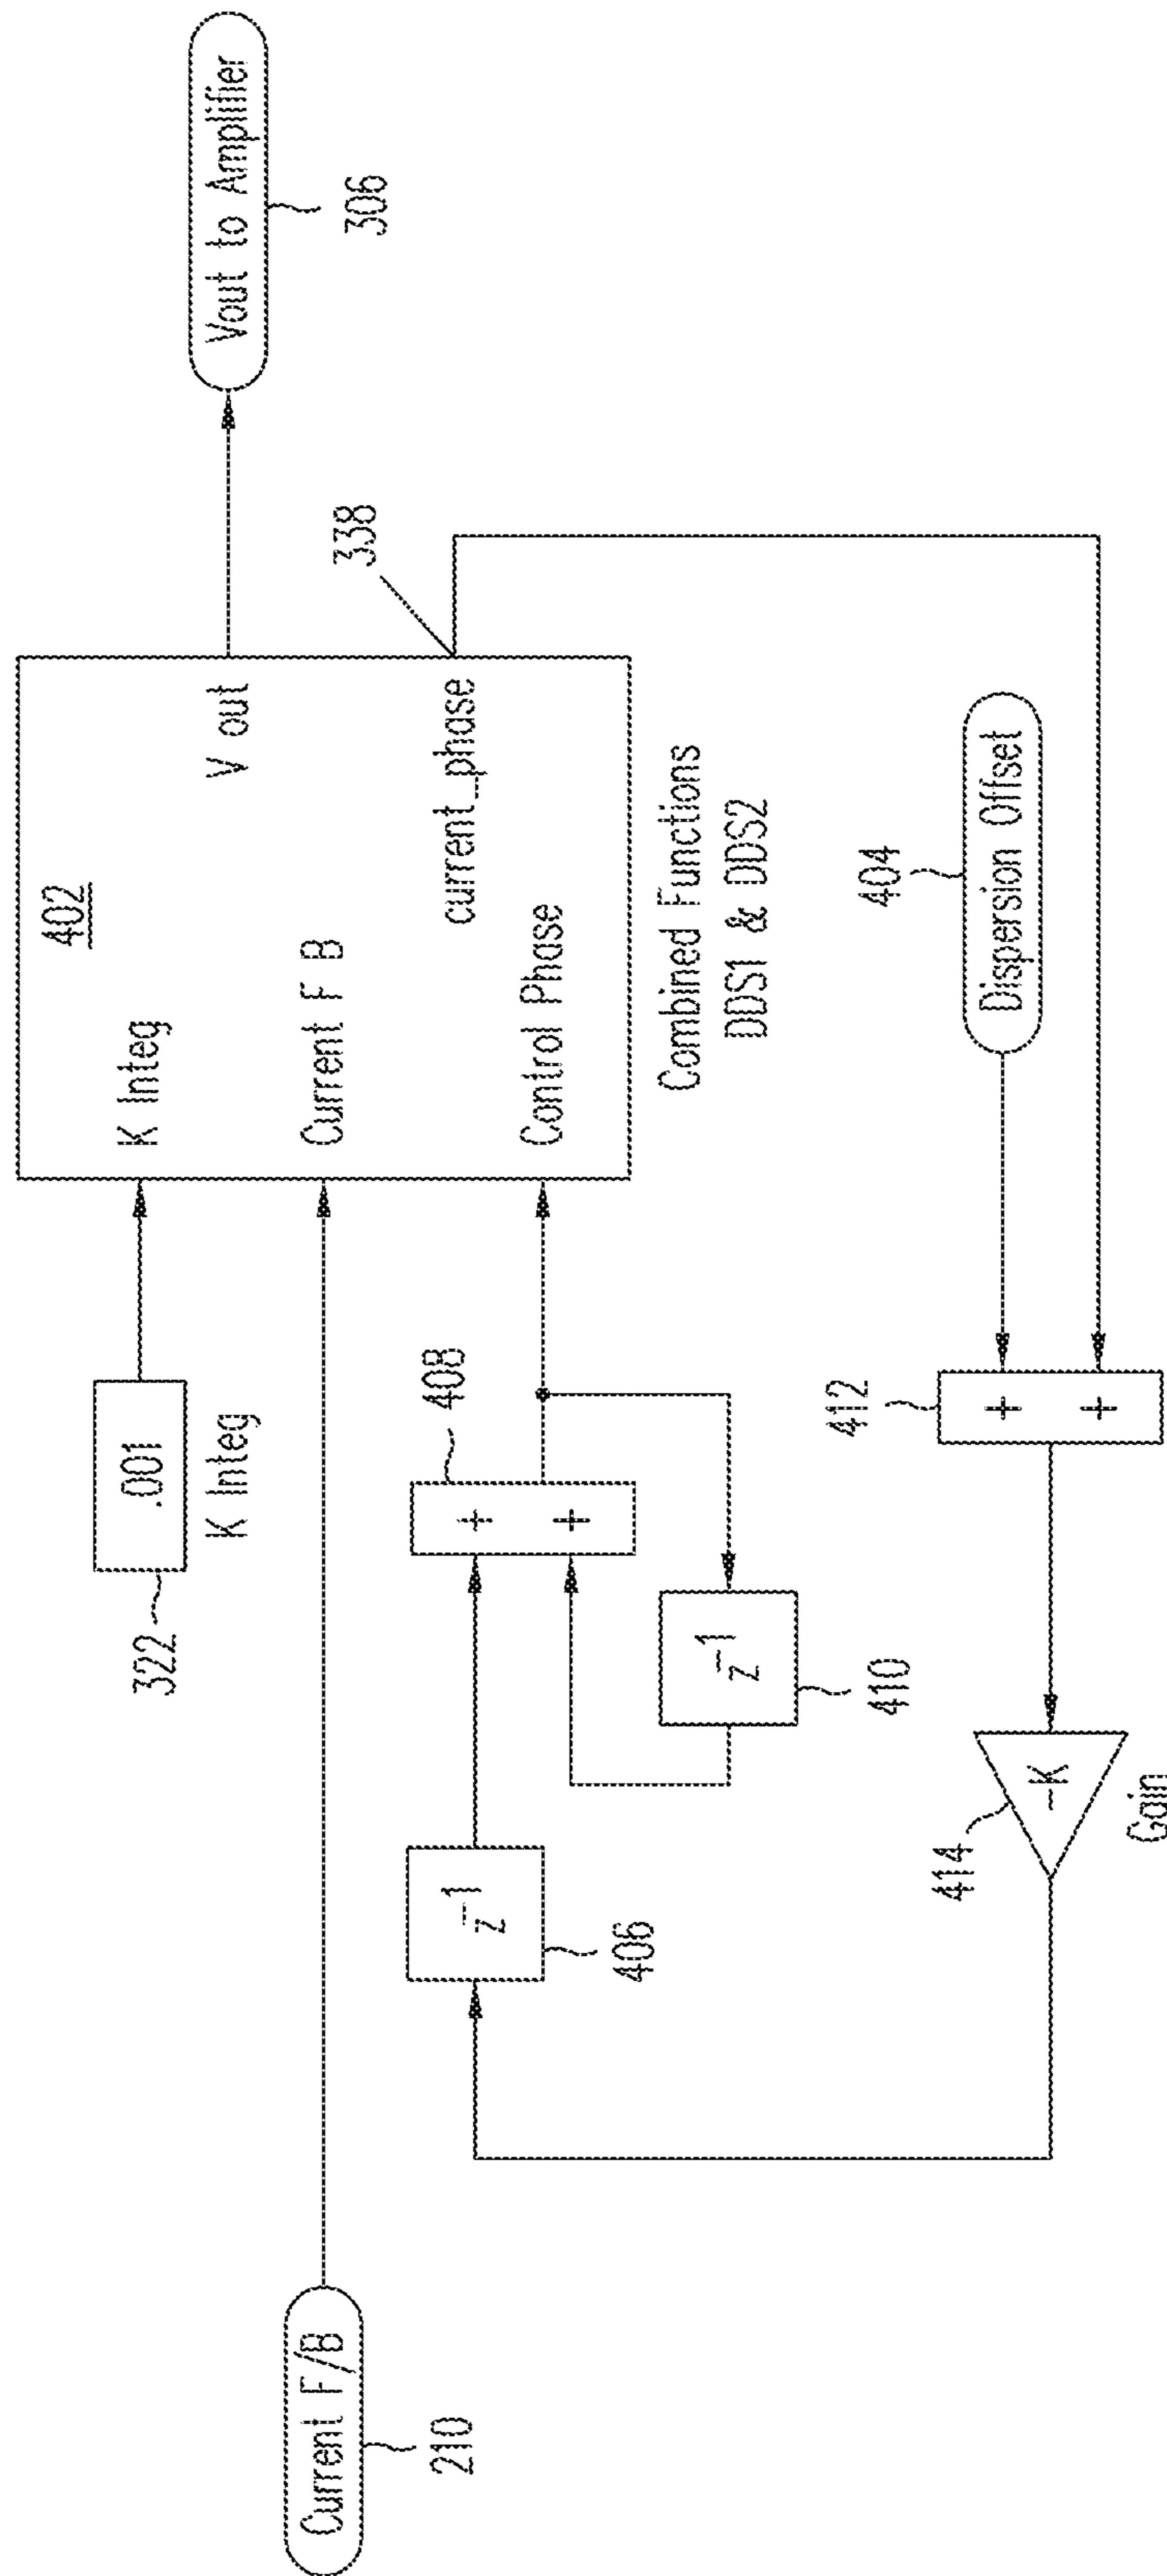 Current F/B
210
322
.001
K Integ
402
K Integ
Current F B
Control Phase
V out
current_phase
338
Vout to Amplifier
306
Combined Functions
DDS1 & DDS2
z-1
406
+
+
408
z-1
410
404
Dispersion Offset
412
+
+
-K
414
Gain